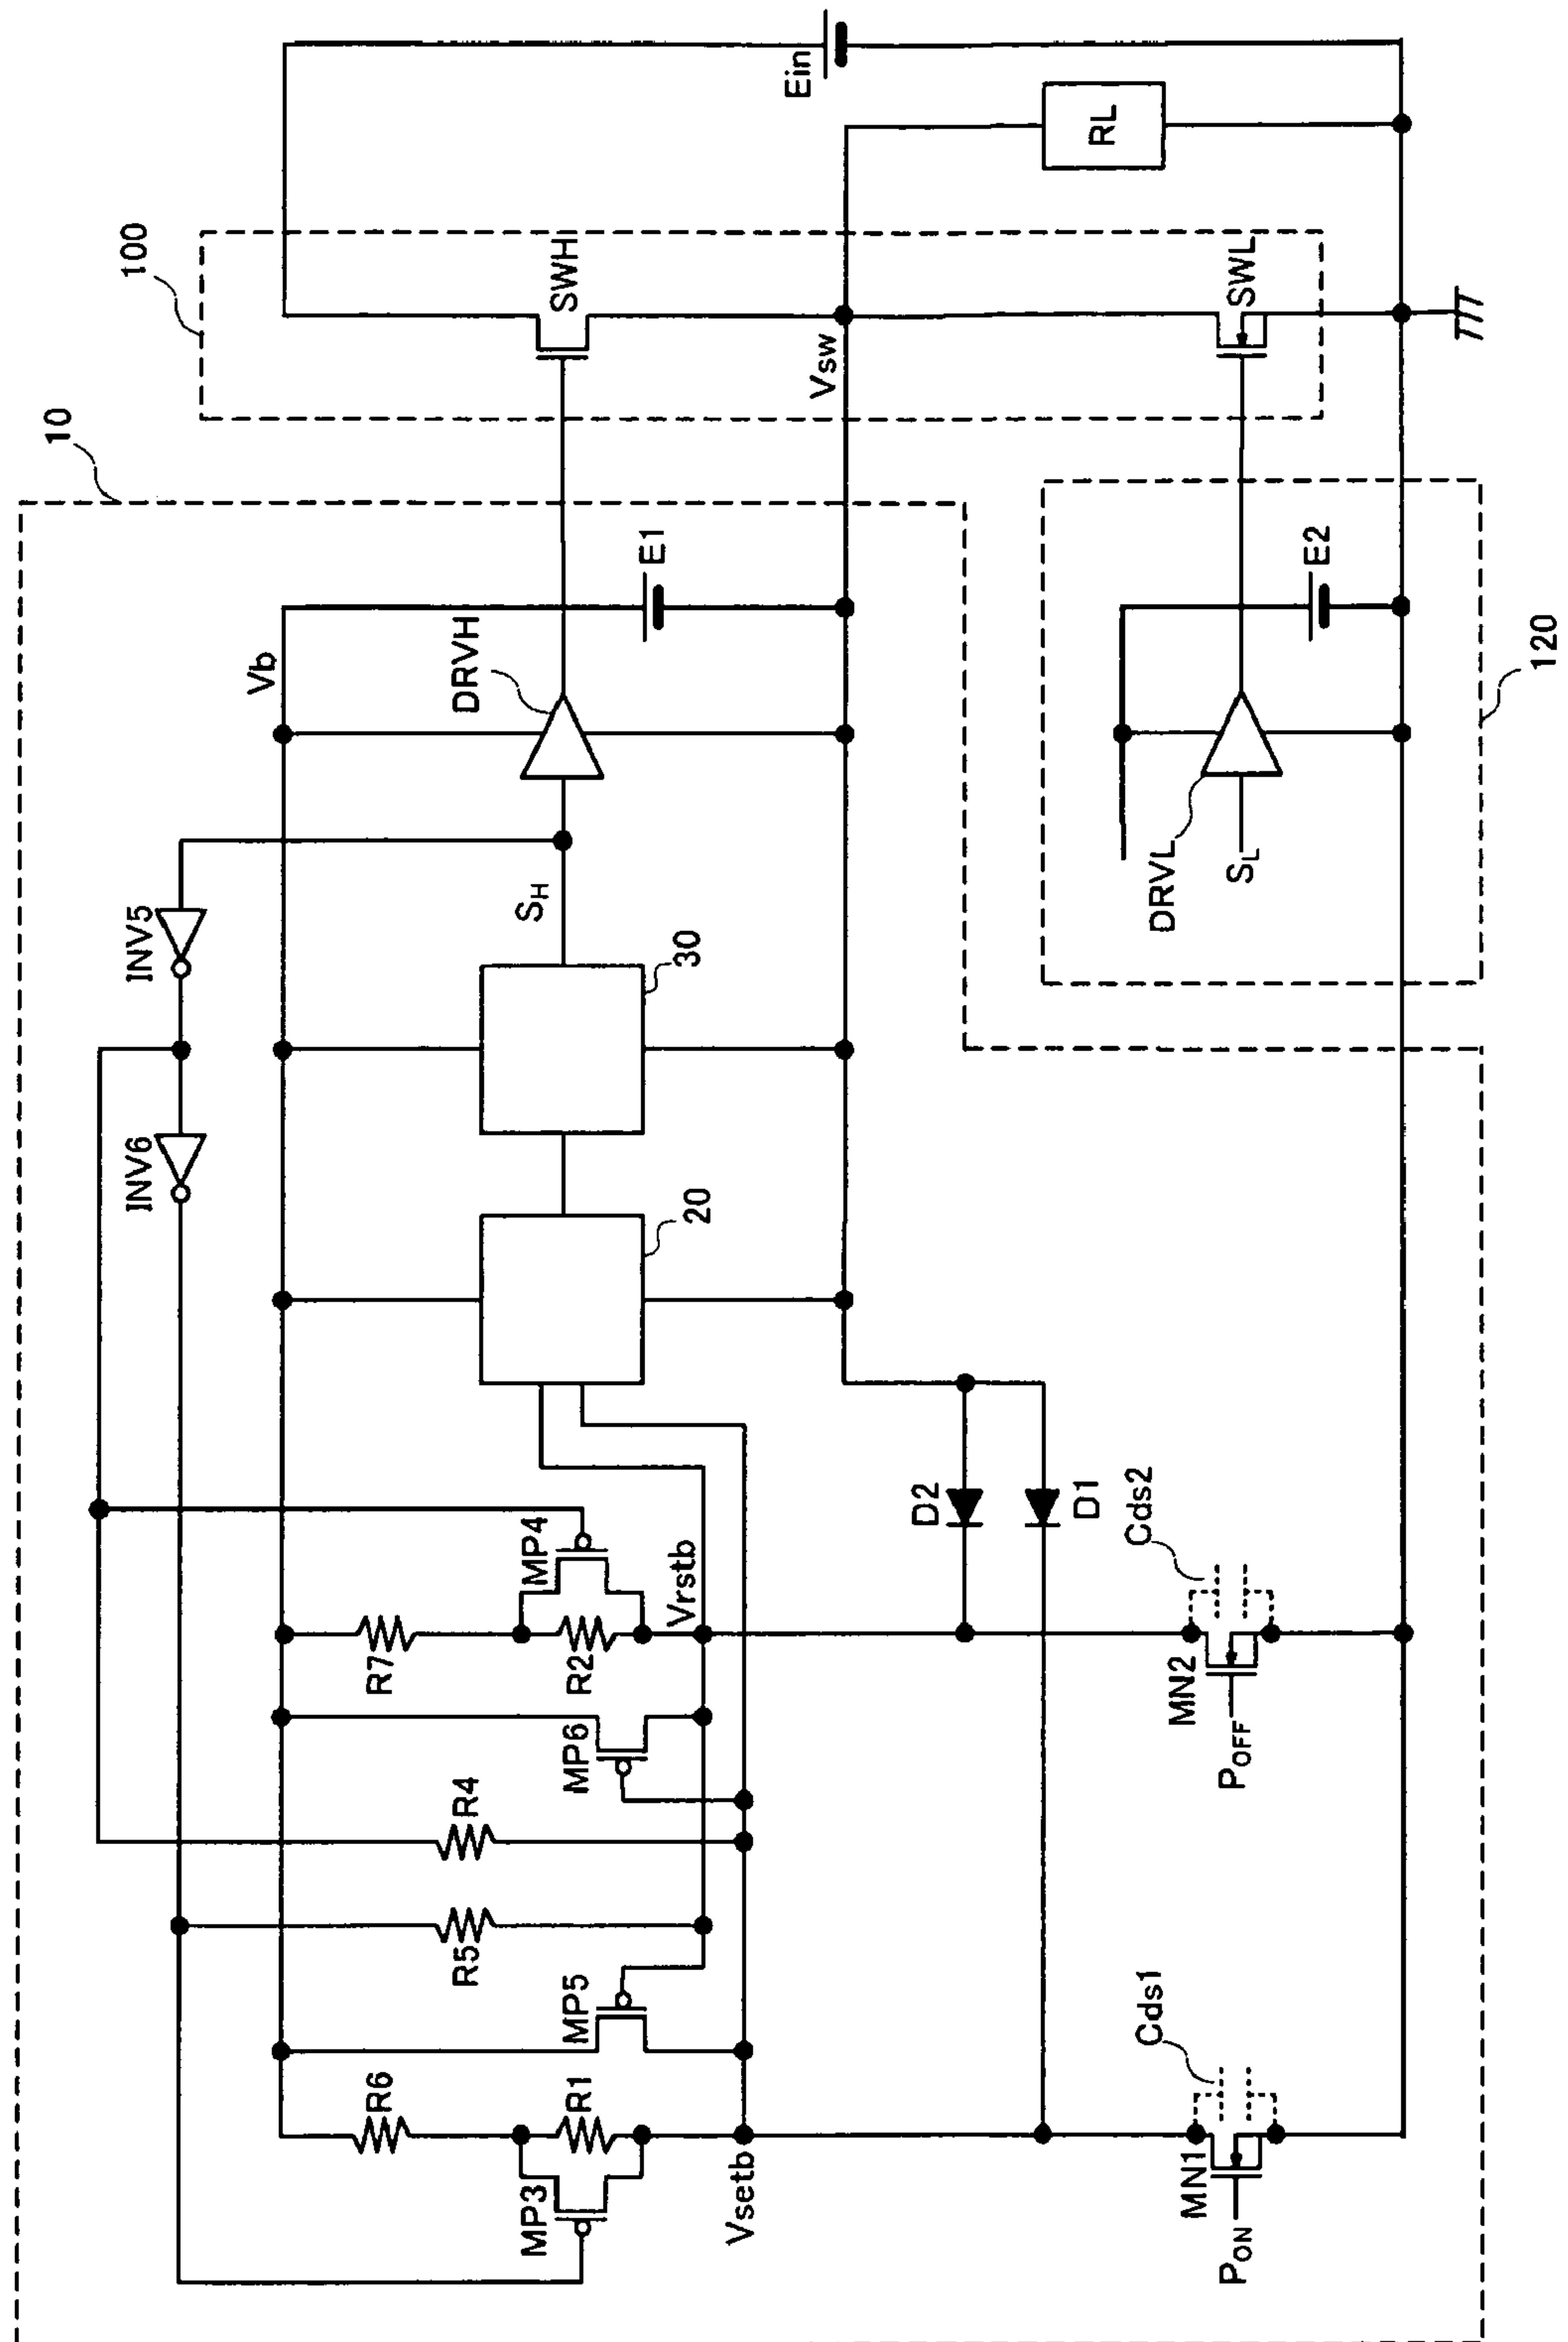 10
100
Ein
SWH
RL
Vsw
SWL
Vb
E1
DRVH
SH
INV5
INV6
30
20
E2
DRVL
SL
120
MP4
R7
R2
Vrstb
MP6
R4
R5
MP5
R6
R1
MP3
Vsetb
D2
D1
Cds2
MN2
POFF
Cds1
MN1
PON